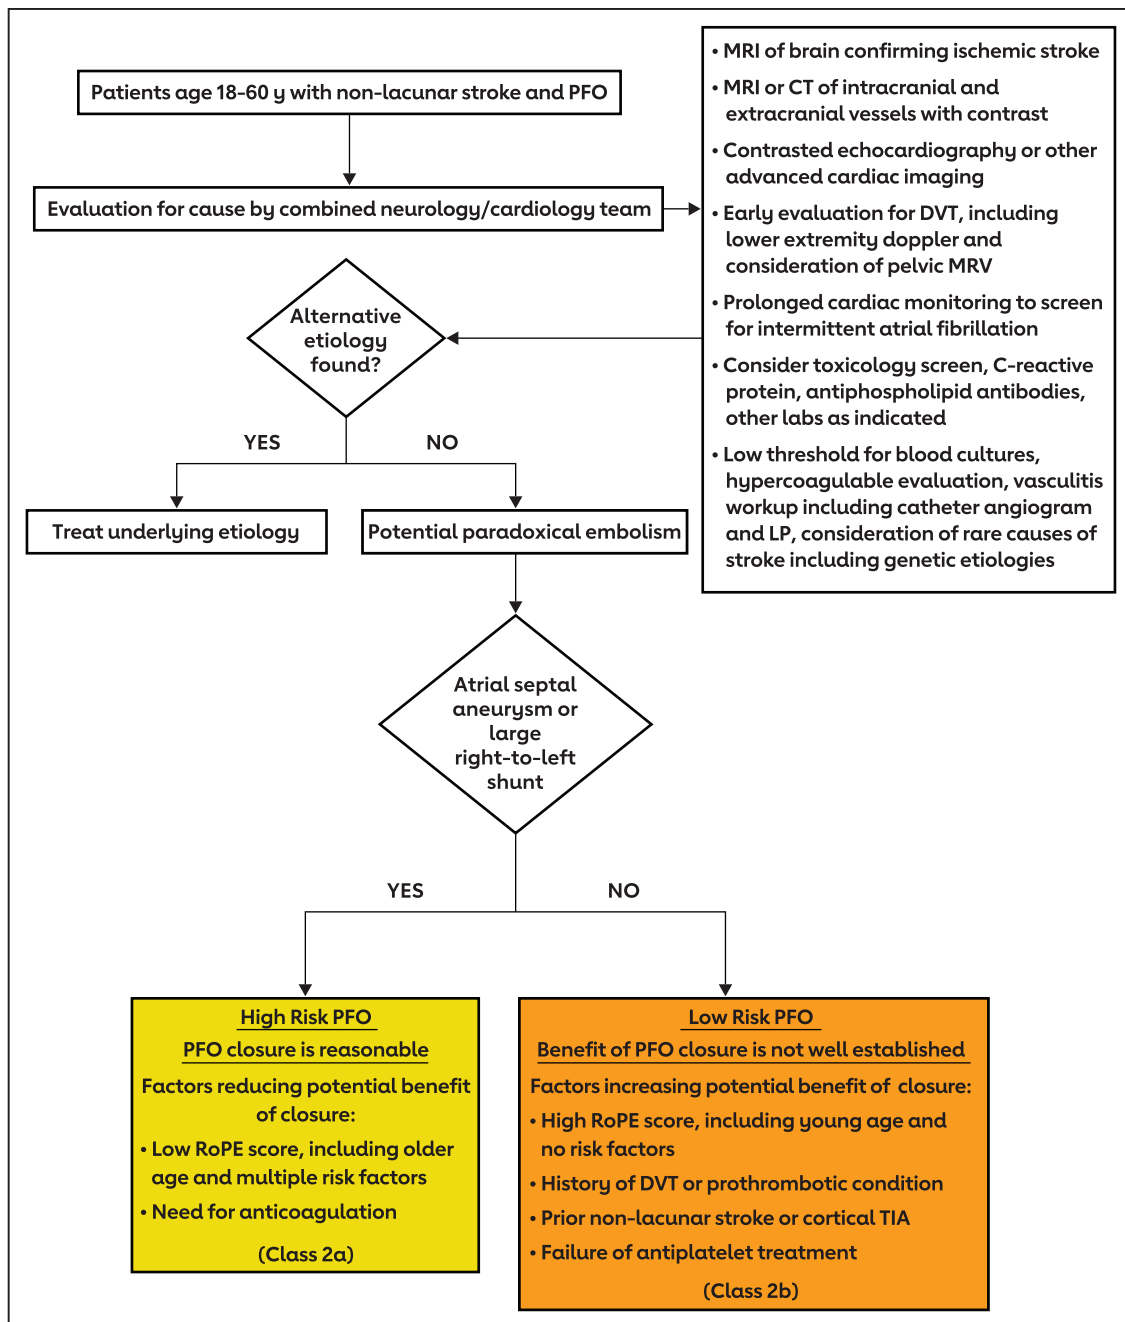 Patients age 18-60 y with non-lacunar stroke and PFO
Evaluation for cause by combined neurology/cardiology team
• MRI of brain confirming ischemic stroke
• MRI or CT of intracranial and
extracranial vessels with contrast
• Contrasted echocardiography or other
advanced cardiac imaging
• Early evaluation for DVT, including
lower extremity doppler and
consideration of pelvic MRV
• Prolonged cardiac monitoring to screen
for intermittent atrial fibrillation
• Consider toxicology screen, C-reactive
protein, antiphospholipid antibodies,
other labs as indicated
• Low threshold for blood cultures,
hypercoagulable evaluation, vasculitis
workup including catheter angiogram
and LP, consideration of rare causes of
stroke including genetic etiologies
Alternative
etiology
found?
YES
NO
Treat underlying etiology
Potential paradoxical embolism
Atrial septal
aneurysm or
large
right-to-left
shunt
YES
NO
High Risk PFO
PFO closure is reasonable
Factors reducing potential benefit
of closure:
• Low RoPE score, including older
age and multiple risk factors
• Need for anticoagulation
(Class 2a)
Low Risk PFO
Benefit of PFO closure is not well established
Factors increasing potential benefit of closure:
• High RoPE score, including young age and
no risk factors
• History of DVT or prothrombotic condition
• Prior non-lacunar stroke or cortical TIA
• Failure of antiplatelet treatment
(Class 2b)